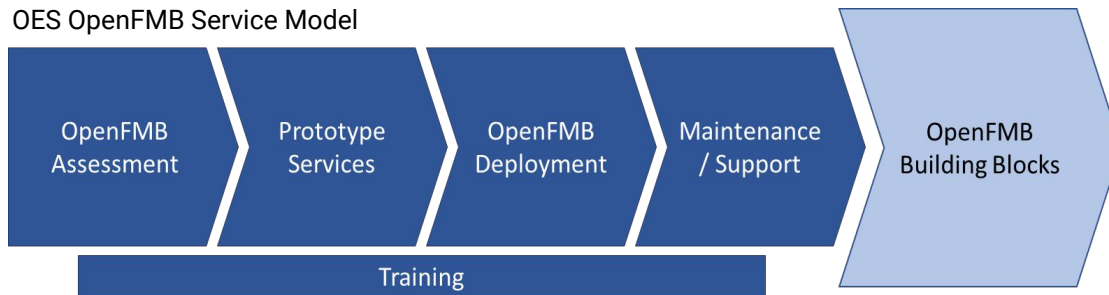 OES OpenFMB Service Model
OpenFMB
Assessment
Prototype
Services
OpenFMB
Deployment
Maintenance
/ Support
OpenFMB
Building Blocks
Training